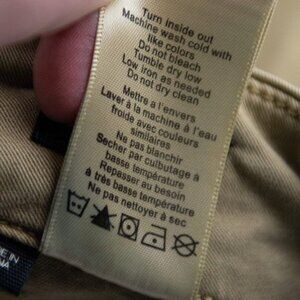 Turn inside out
Machine wash cold with
like colors
Do not bleach
Tumble dry low
Low iron as needed
Do not dry clean
Mettre a l'envers
Laver à la machine à l'eau
froide avec couleurs
similaires
Ne pas blanchir
Secher par culbutage à
basse température
Repasser au besoin
à très basse température
Ne pas nettoyer à sec